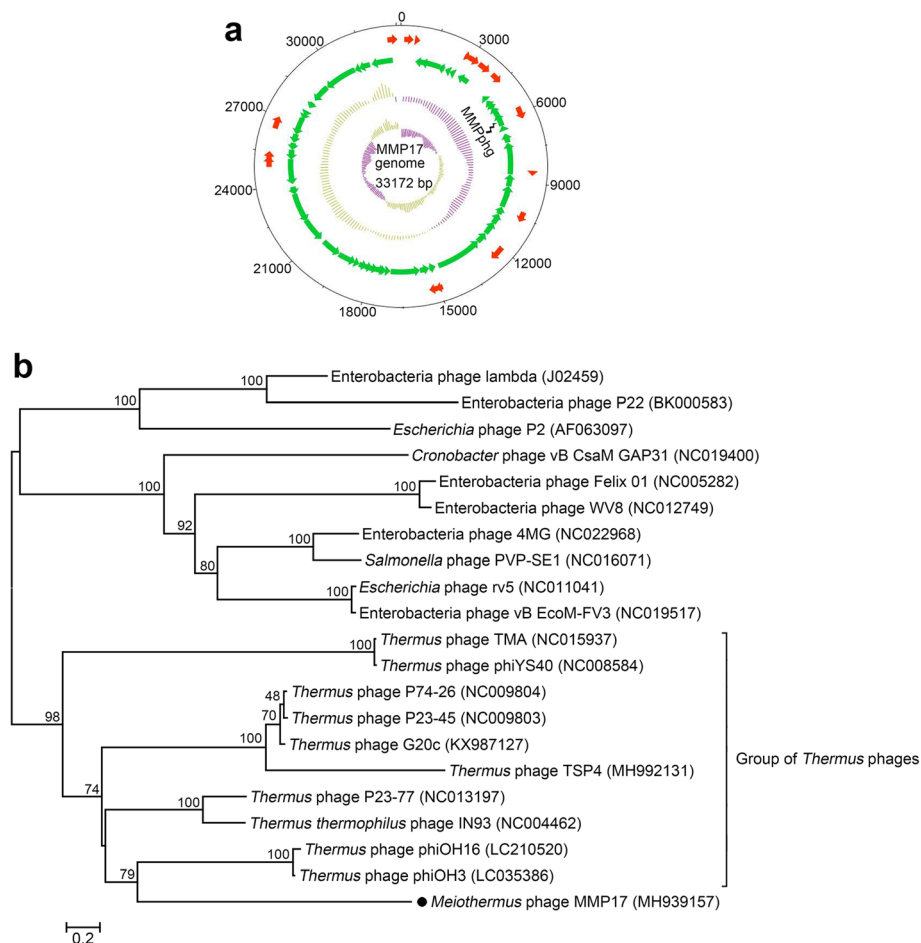 a
0
3000
6000
9000
12000
15000
18000
21000
24000
27000
30000
MMPphg
MMP17
genome
33172 bp
b
100
100
Enterobacteria phage lambda (J02459)
Enterobacteria phage P22 (BK000583)
Escherichia phage P2 (AF063097)
Cronobacter phage vB CsaM GAP31 (NC019400)
100
100
Enterobacteria phage Felix 01 (NC005282)
Enterobacteria phage WV8 (NC012749)
92
100
Enterobacteria phage 4MG (NC022968)
Salmonella phage PVP-SE1 (NC016071)
80
100
Escherichia phage rv5 (NC011041)
Enterobacteria phage vB EcoM-FV3 (NC019517)
100
Thermus phage TMA (NC015937)
Thermus phage phiYS40 (NC008584)
98
48
Thermus phage P74-26 (NC009804)
70
Thermus phage P23-45 (NC009803)
100
Thermus phage G20c (KX987127)
Thermus phage TSP4 (MH992131)
Group of Thermus phages
74
100
Thermus phage P23-77 (NC013197)
Thermus thermophilus phage IN93 (NC004462)
100
Thermus phage phiOH16 (LC210520)
Thermus phage phiOH3 (LC035386)
79
Meiothermus phage MMP17 (MH939157)
0.2